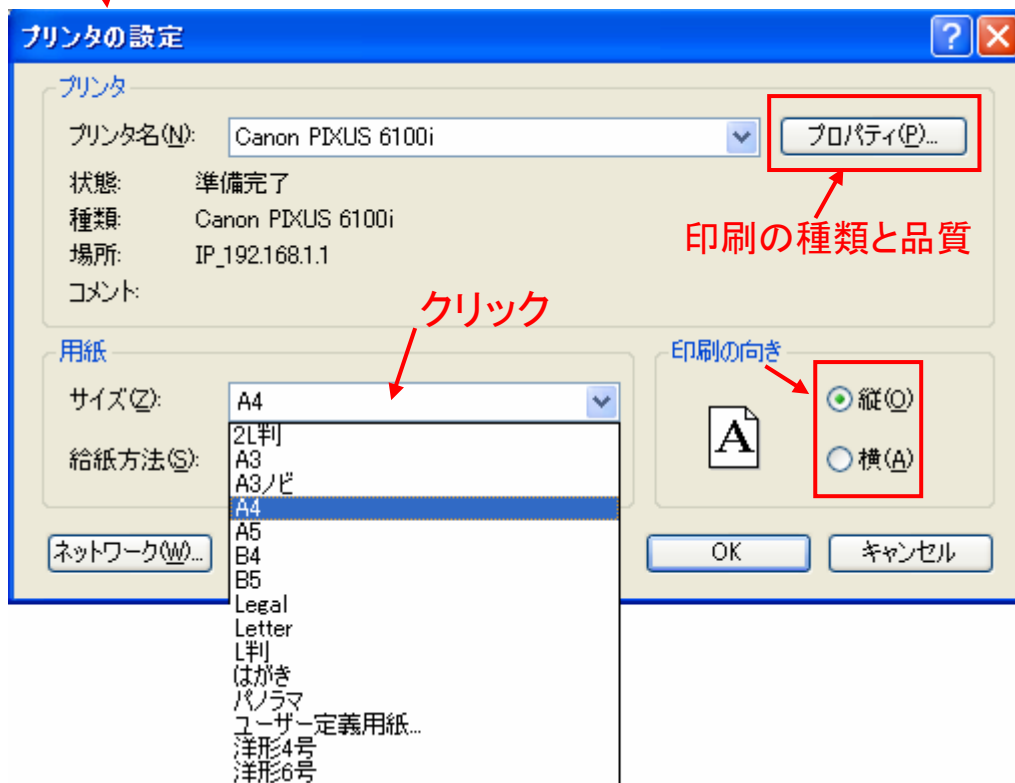 プリンタの設定
プリンタ
プリンタ名(N): Canon PIXUS 6100i プロパティ(P)...
状態: 準備完了
種類: Canon PIXUS 6100i
場所: IP_192.168.1.1
コメント:
印刷の種類と品質
クリック
用紙
サイズ(Z): A4
給紙方法(S):
2L判
A3
A3ノビ
A4
A5
B4
B5
Legal
Letter
L判
はがき
パノラマ
ユーザー定義用紙...
洋形4号
洋形6号
印刷の向き
A
縦(O)
横(A)
ネットワーク(W)...
OK
キャンセル